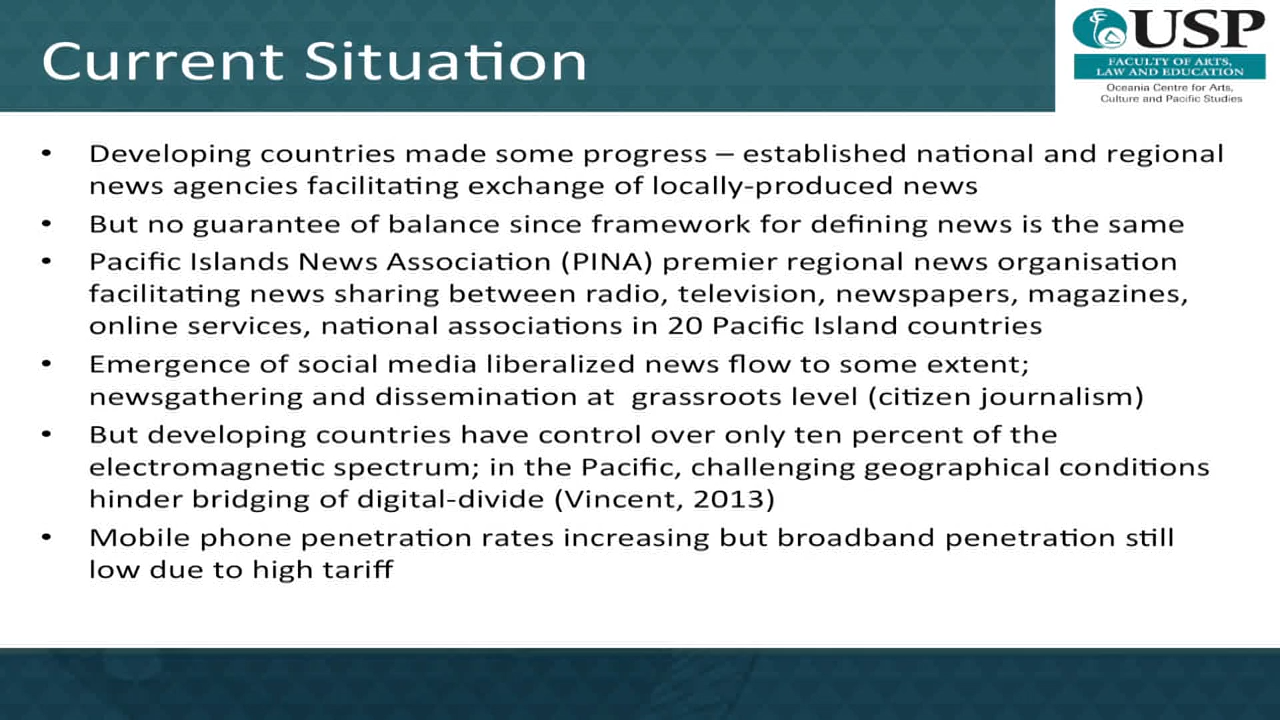 Current Situation
USP
FACULTY OF ARTS,
LAW AND EDUCATION
Oceania Centre for Arts,
Culture and Pacific Studies
• Developing countries made some progress – established national and regional
news agencies facilitating exchange of locally-produced news
• But no guarantee of balance since framework for defining news is the same
• Pacific Islands News Association (PINA) premier regional news organisation
facilitating news sharing between radio, television, newspapers, magazines,
online services, national associations in 20 Pacific Island countries
• Emergence of social media liberalized news flow to some extent;
newsgathering and dissemination at  grassroots level (citizen journalism)
• But developing countries have control over only ten percent of the
electromagnetic spectrum; in the Pacific, challenging geographical conditions
hinder bridging of digital-divide (Vincent, 2013)
• Mobile phone penetration rates increasing but broadband penetration still
low due to high tariff